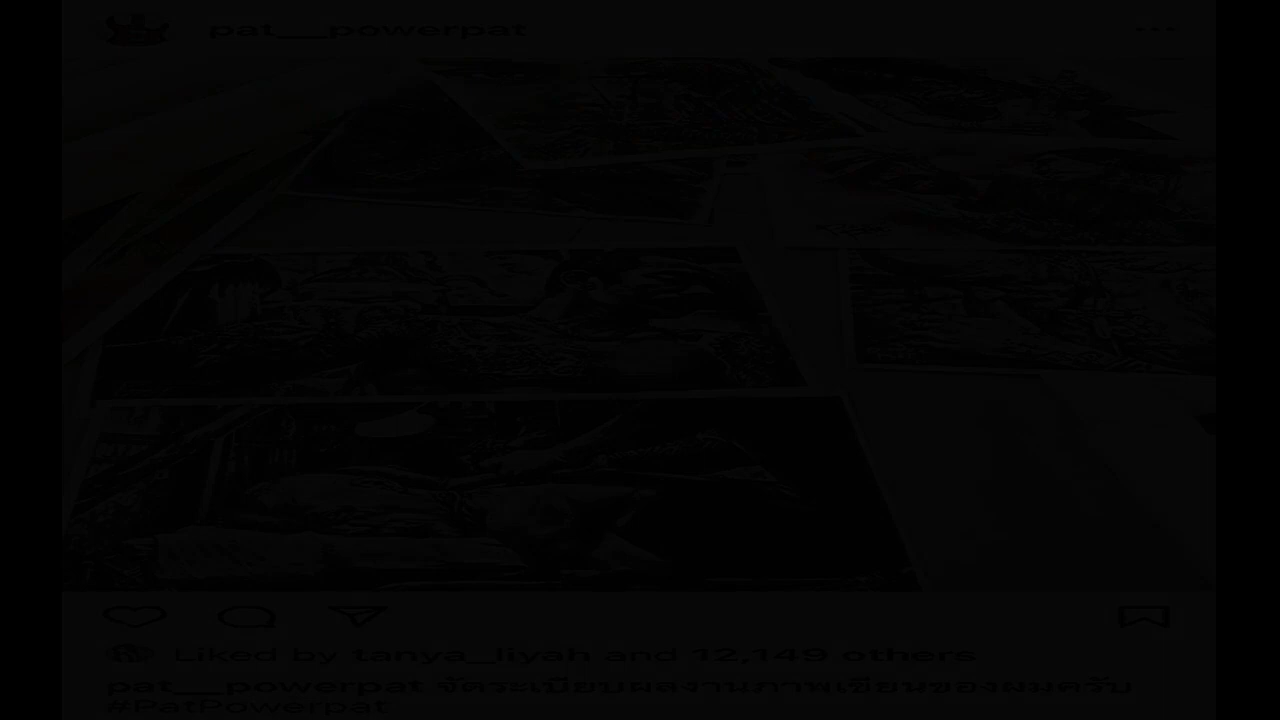 pat__powerpat
Liked by tanya__liyah and 12,149 others
pat__powerpat จัดระเบียบผลงานภาพเขียนของผมครับ
#PatPowerpat